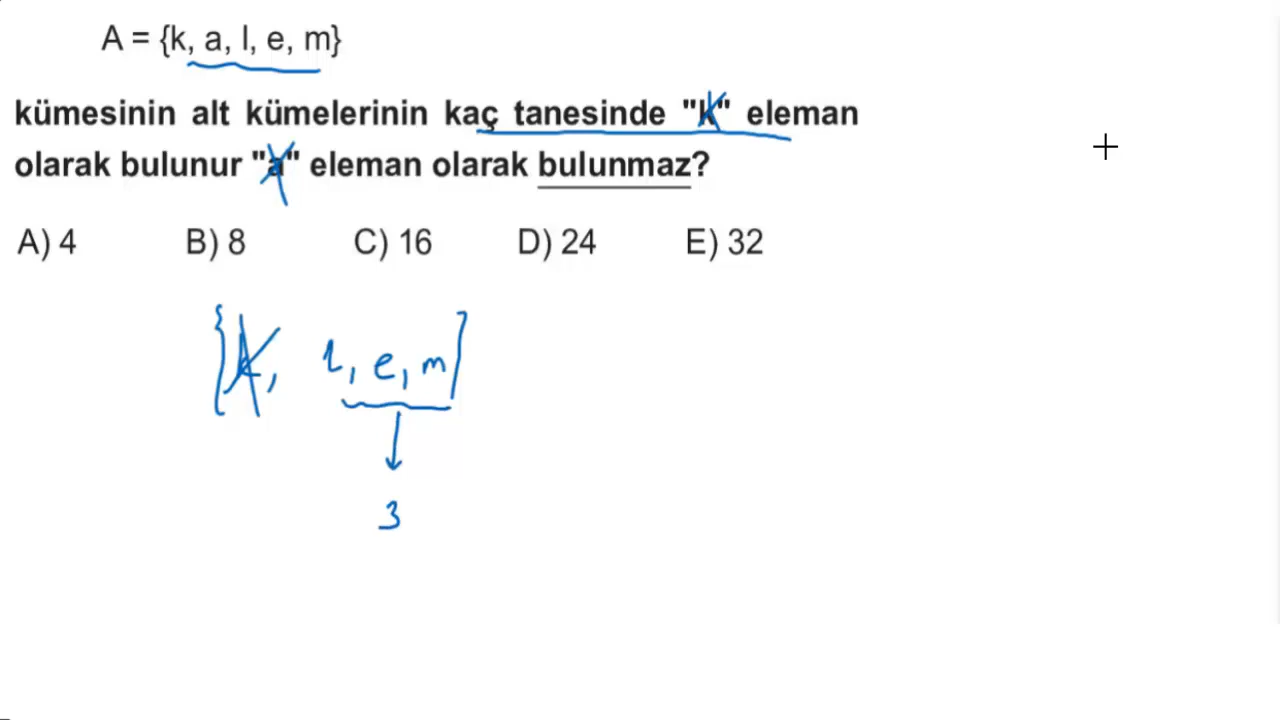 A = {k, a, l, e, m}
kümesinin alt kümelerinin kaç tanesinde "k" eleman
olarak bulunur "a" eleman olarak bulunmaz?
A) 4 B) 8 C) 16 D) 24 E) 32
{k, l, e, m}
3